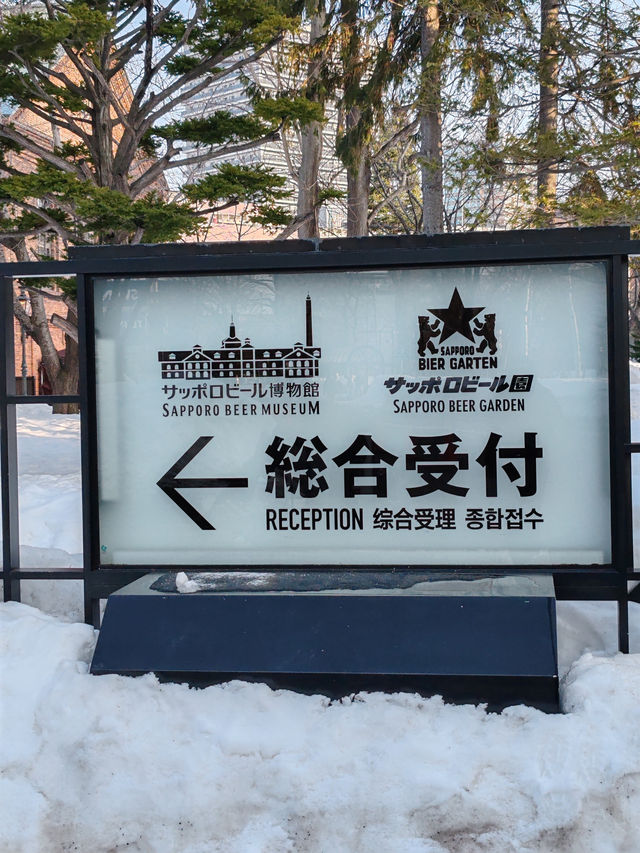 サッポロビール博物館
SAPPORO BEER MUSEUM
SAPPORO
BIER GARTEN
サッポロビール園
SAPPORO BEER GARDEN
総合受付
RECEPTION 综合受理 종합접수